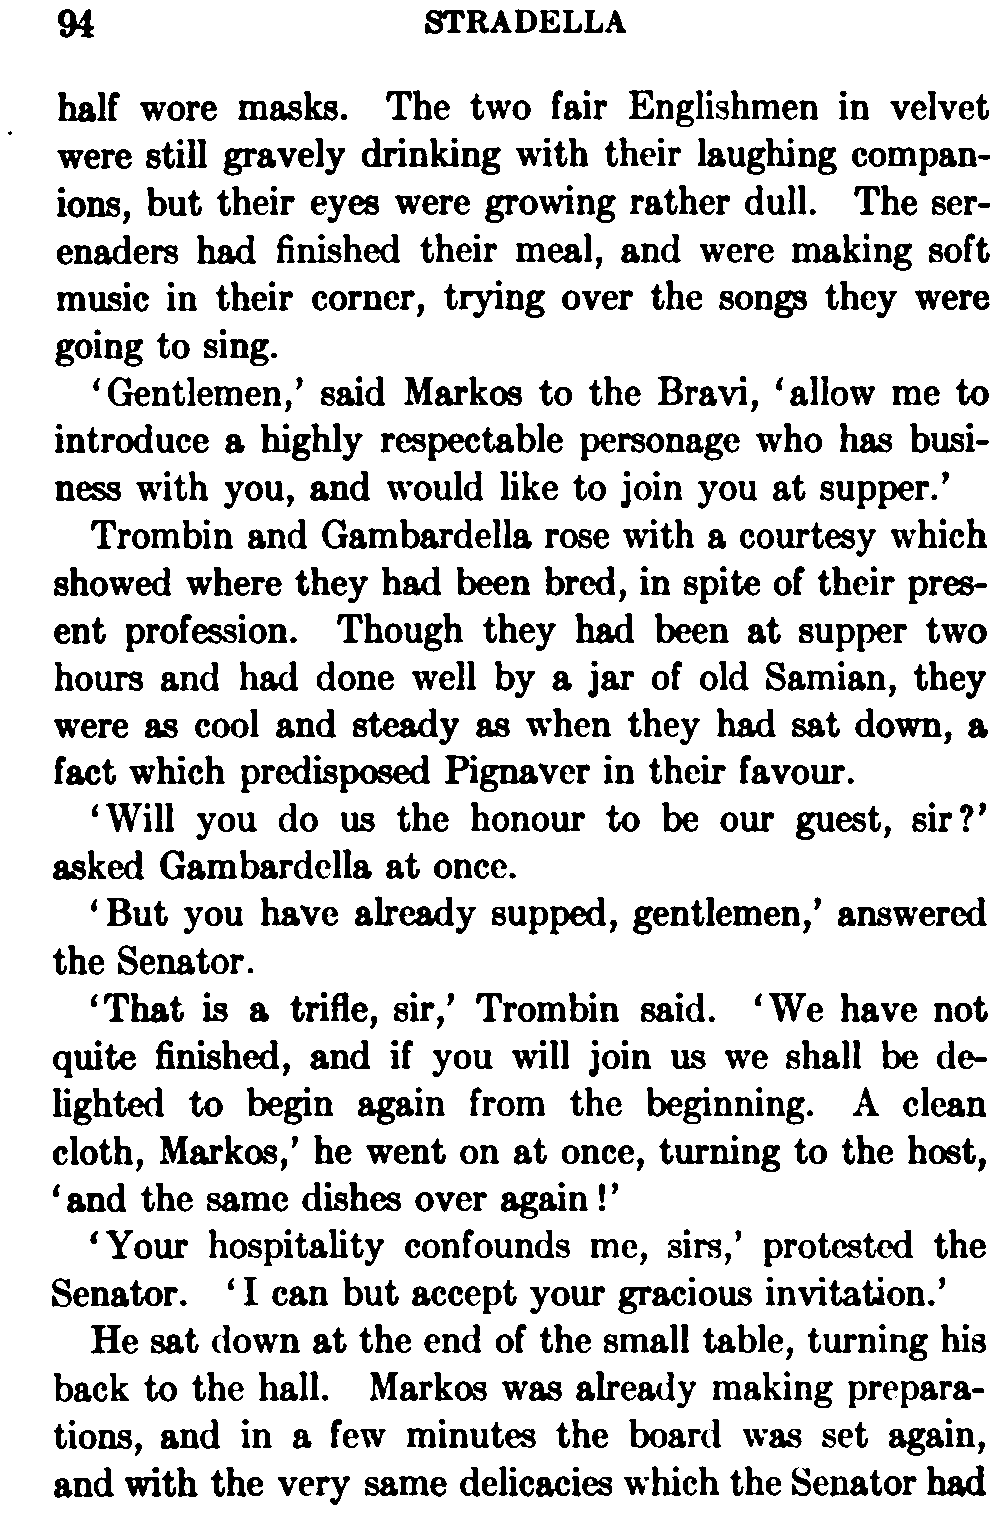 94 STRADELLA
half wore masks. The two fair Englishmen in velvet
were still gravely drinking with their laughing compan-
ions, but their eyes were growing rather dull. The ser-
enaders had finished their meal, and were making soft
music in their corner, trying over the songs they were
going to sing.
‘Gentlemen,’ said Markos to the Bravi, ‘allow me to
introduce a highly respectable personage who has busi-
ness with you, and would like to join you at supper.’
Trombin and Gambardella rose with a courtesy which
showed where they had been bred, in spite of their pres-
ent profession. Though they had been at supper two
hours and had done well by a jar of old Samian, they
were as cool and steady as when they had sat down, a
fact which predisposed Pignaver in their favour.
‘Will you do us the honour to be our guest, sir?’
asked Gambardella at once.
‘But you have already supped, gentlemen,’ answered
the Senator.
‘That is a trifle, sir,’ Trombin said. ‘We have not
quite finished, and if you will join us we shall be de-
lighted to begin again from the beginning. A clean
cloth, Markos,’ he went on at once, turning to the host,
‘and the same dishes over again!’
‘Your hospitality confounds me, sirs,’ protested the
Senator. ‘I can but accept your gracious invitation.’
He sat down at the end of the small table, turning his
back to the hall. Markos was already making prepara-
tions, and in a few minutes the board was set again,
and with the very same delicacies which the Senator had